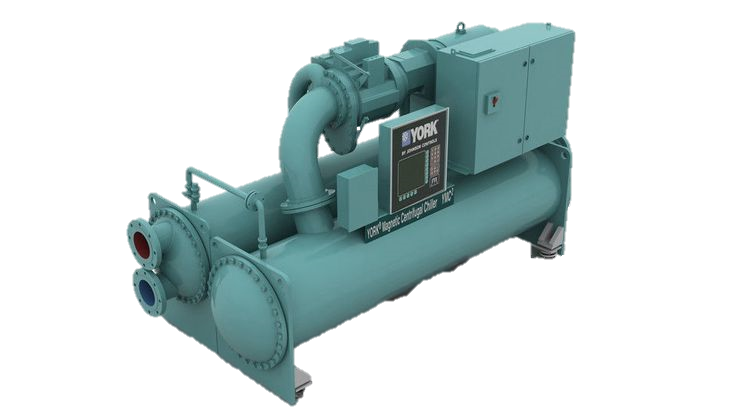 YORK
BY JOHNSON CONTROLS
YORK® Magnetic Centrifugal Chiller YMC²